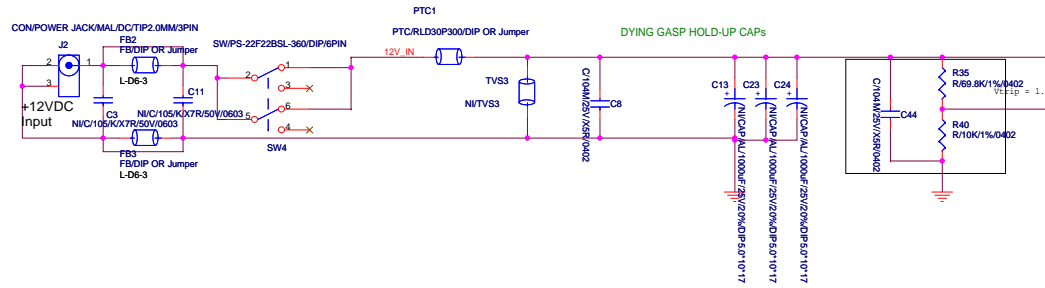 PTC1
CON/POWER JACK/MAL/DC/TIP2.0MM/3PIN
PTC/RLD30P300/DIP OR Jumper
DYING GASP HOLD-UP CAPs
J2
FB2
FB/DIP OR Jumper
SW/PS-22F22BSL-360/DIP/6PIN
12V_IN
2
1
3
L-D6-3
2
1
3
6
5
4
SW4
+12VDC
Input
C3
NI/C/105/K/X7R/50V/0603
C11
NI/C/105/K/X7R/50V/0603
FB3
FB/DIP OR Jumper
L-D6-3
TVS3
NI/TVS3
C8
C/104M/25V/X5R/0402
C13
+
NI/CAP/AL/1000uF/25V/20%/DIP5.0*10*17
C23
+
NI/CAP/AL/1000uF/25V/20%/DIP5.0*10*17
C24
+
NI/CAP/AL/1000uF/25V/20%/DIP5.0*10*17
C44
C/104M/25V/X5R/0402
R35
R/69.8K/1%/0402
Vtrip = 1.
R40
R/10K/1%/0402